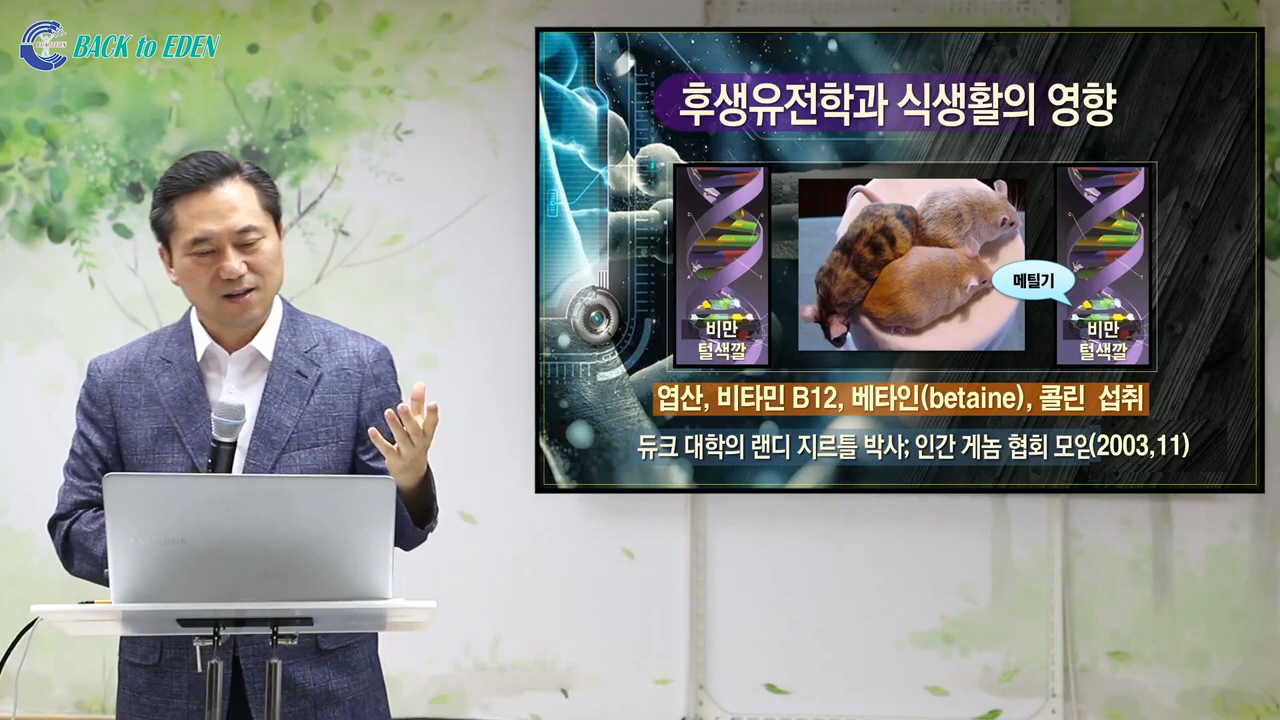 BACK to EDEN
후생유전학과 식생활의 영향
메틸기
비만
털색깔
비만
털색깔
엽산, 비타민 B12, 베타인(betaine), 콜린 섭취
듀크 대학의 랜디 지르틀 박사; 인간 게놈 협회 모임(2003,11)